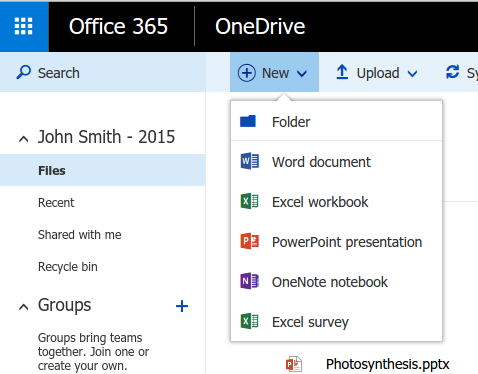 Office 365 OneDrive
Search New Upload
John Smith - 2015
Files
Recent
Shared with me
Recycle bin
Groups
Groups bring teams
together. Join one or
create your own.
Folder
Word document
Excel workbook
PowerPoint presentation
OneNote notebook
Excel survey
Photosynthesis.pptx